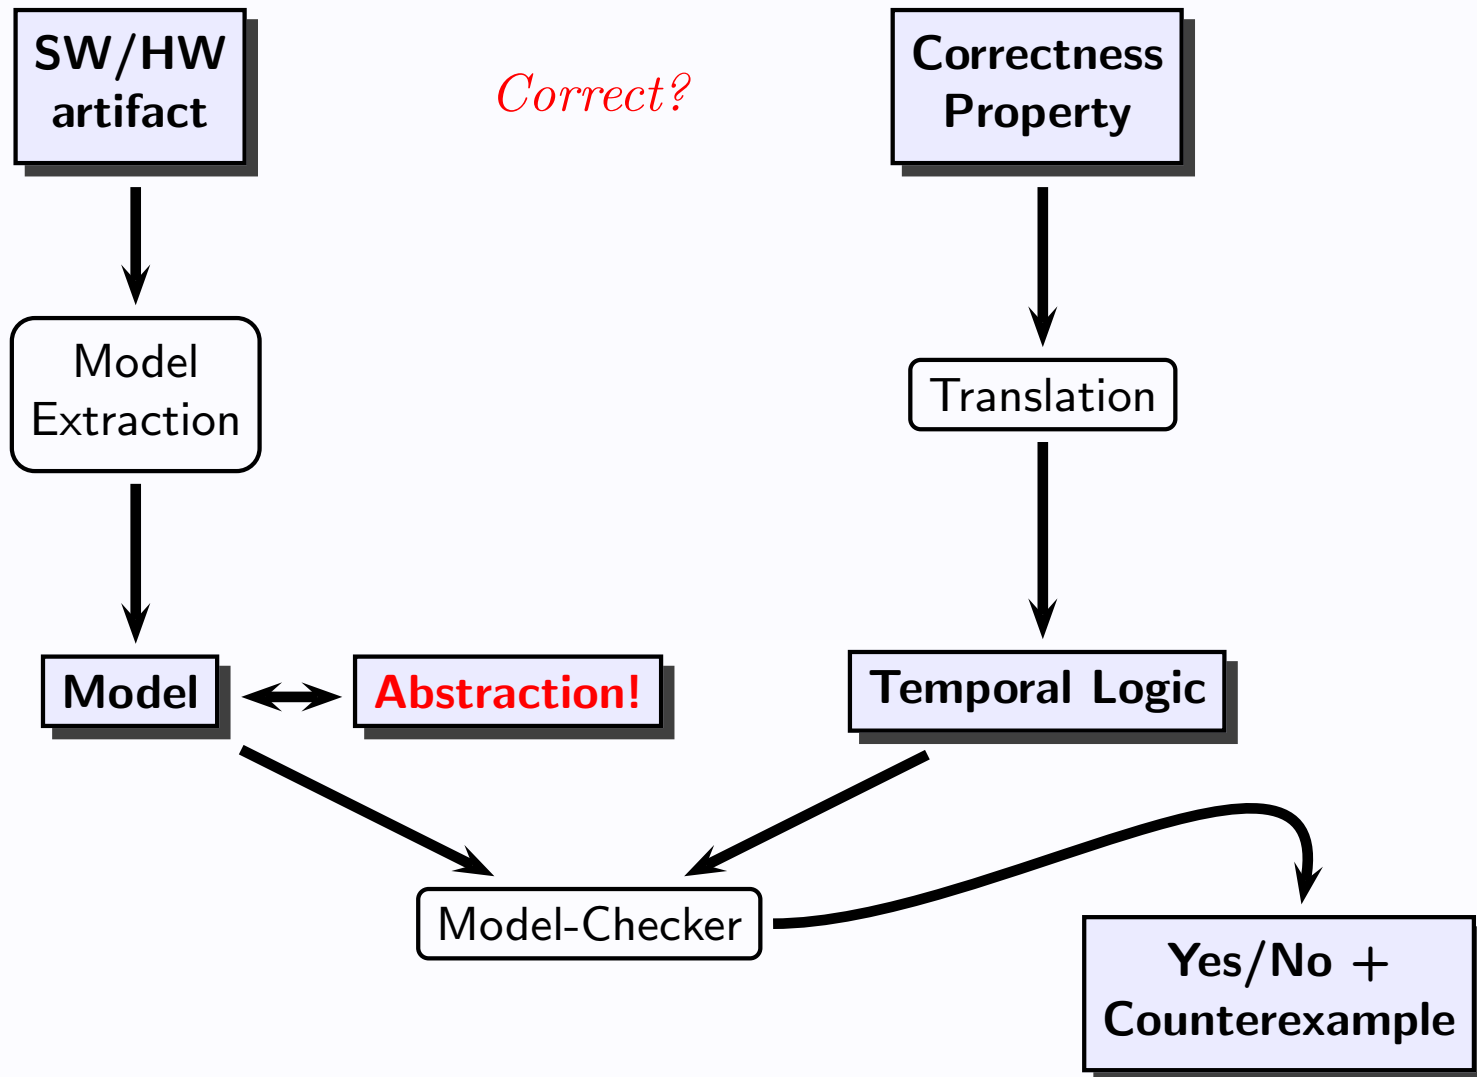 SW/HW
artifact
Correct?
Correctness
Property
Model
Extraction
Translation
Model
Abstraction!
Temporal Logic
Model-Checker
Yes/No +
Counterexample